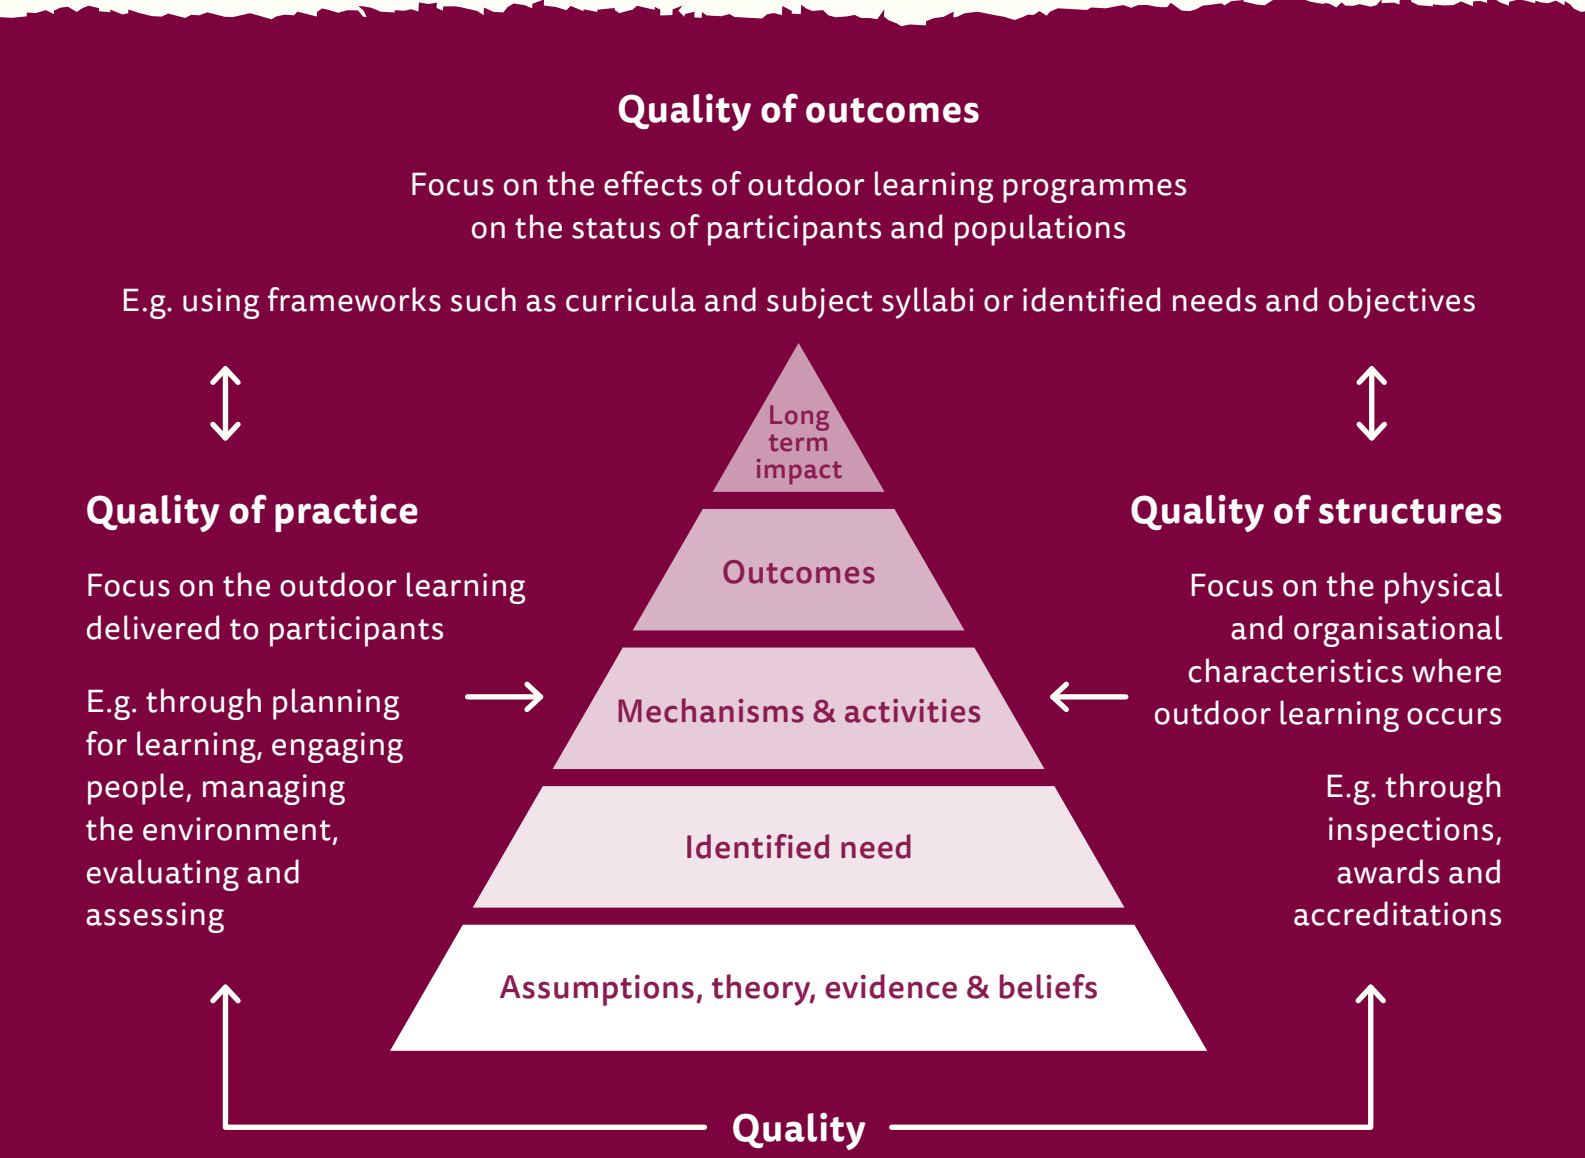 Quality of outcomes
Focus on the effects of outdoor learning programmes
on the status of participants and populations
E.g. using frameworks such as curricula and subject syllabi or identified needs and objectives
Quality of practice
Focus on the outdoor learning
delivered to participants
E.g. through planning
for learning, engaging
people, managing
the environment,
evaluating and
assessing
Long
term
impact
Outcomes
Mechanisms & activities
Identified need
Assumptions, theory, evidence & beliefs
Quality of structures
Focus on the physical
and organisational
characteristics where
outdoor learning occurs
E.g. through
inspections,
awards and
accreditations
Quality